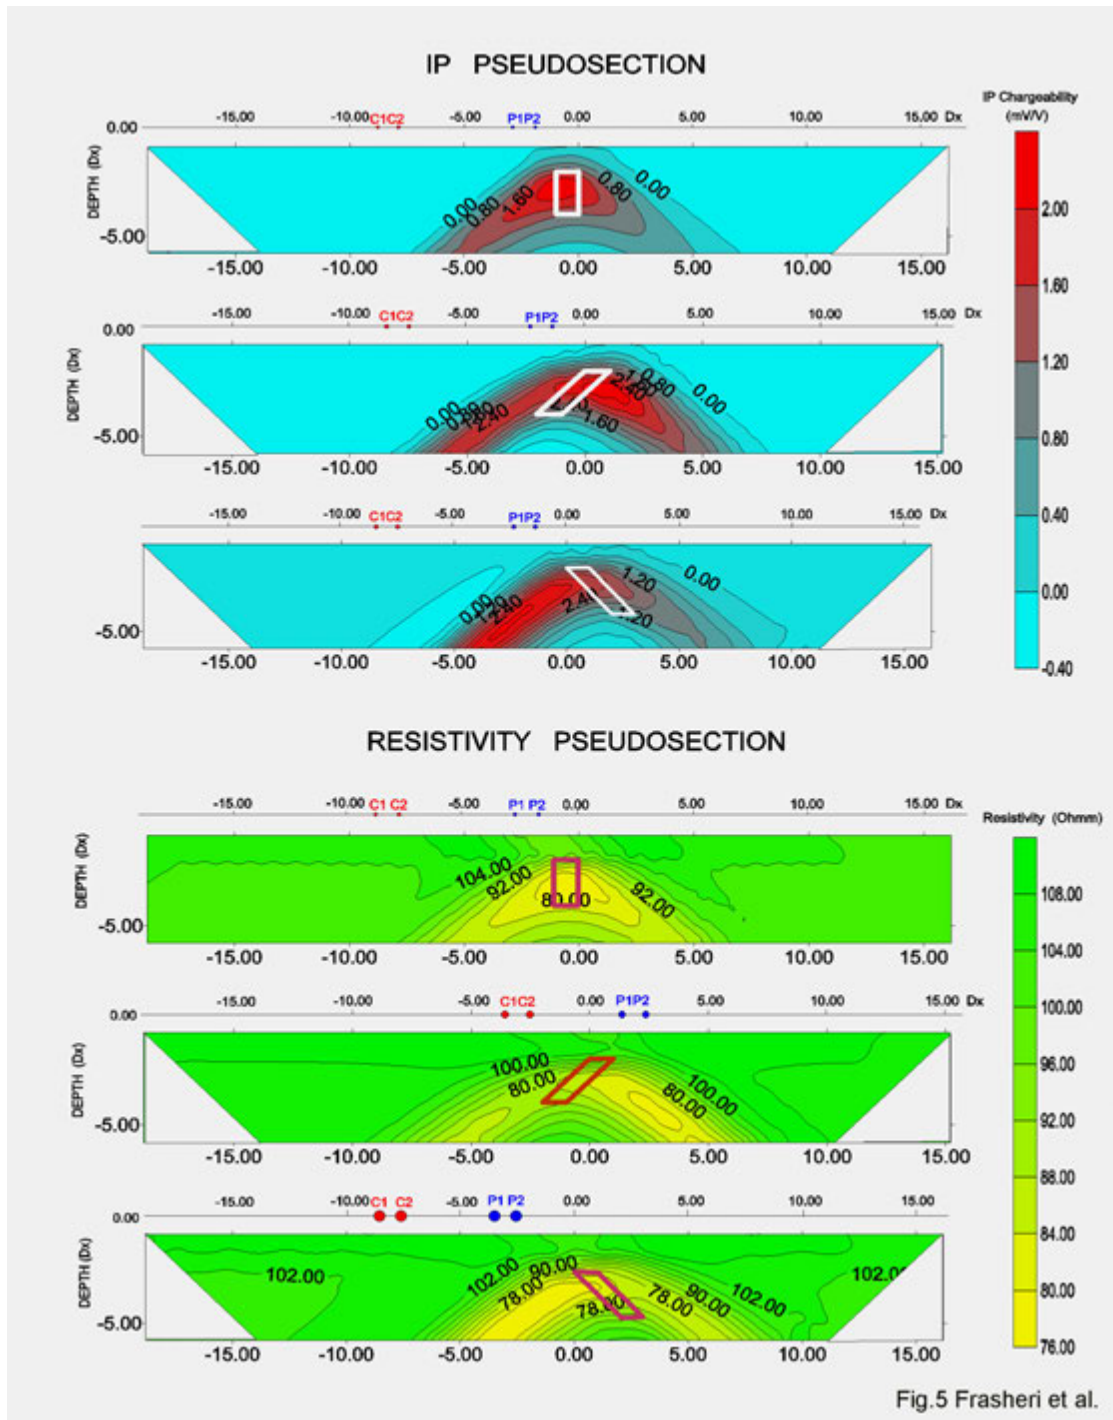 IP PSEUDOSECTION
IP Chargeability
(mV/V)
-15.00 -10.00 C1C2 -5.00 P1P2 0.00 5.00 10.00 15.00 Dx
0.00
DEPTH (Dx)
-5.00
0.00 0.80 1.60 0.80 0.00
-15.00 -10.00 -5.00 0.00 5.00 10.00 15.00
-15.00 -10.00 C1C2 -5.00 P1P2 0.00 5.00 10.00 15.00 Dx
0.00
DEPTH (Dx)
-5.00
0.00 2.40 1.60 2.40 0.80 0.00
-15.00 -10.00 -5.00 0.00 5.00 10.00 15.00
-15.00 -10.00 C1C2 -5.00 P1P2 0.00 5.00 10.00 15.00 Dx
DEPTH (Dx)
-5.00
0.00 2.40 1.20 0.00
-15.00 -10.00 -5.00 0.00 5.00 10.00 15.00
2.00
1.60
1.20
0.80
0.40
0.00
-0.40
RESISTIVITY PSEUDOSECTION
Resistivity (Ohmm)
-15.00 -10.00 C1 C2 -5.00 P1 P2 0.00 5.00 10.00 15.00 Dx
DEPTH (Dx)
-5.00
104.00 92.00 80.00 92.00
-15.00 -10.00 -5.00 0.00 5.00 10.00 15.00
-15.00 -10.00 -5.00 C1C2 0.00 P1P2 5.00 10.00 15.00 Dx
0.00
DEPTH (Dx)
-5.00
100.00 80.00 80.00 100.00
-15.00 -10.00 -5.00 0.00 5.00 10.00 15.00
-15.00 -10.00 C1 C2 -5.00 P1 P2 0.00 5.00 10.00 15.00
0.00
DEPTH (Dx)
-5.00
102.00 102.00 90.00 78.00 78.00 78.00 90.00 102.00
-15.00 -10.00 -5.00 0.00 5.00 10.00 15.00
108.00
104.00
100.00
96.00
92.00
88.00
84.00
80.00
76.00
Fig.5 Frasheri et al.